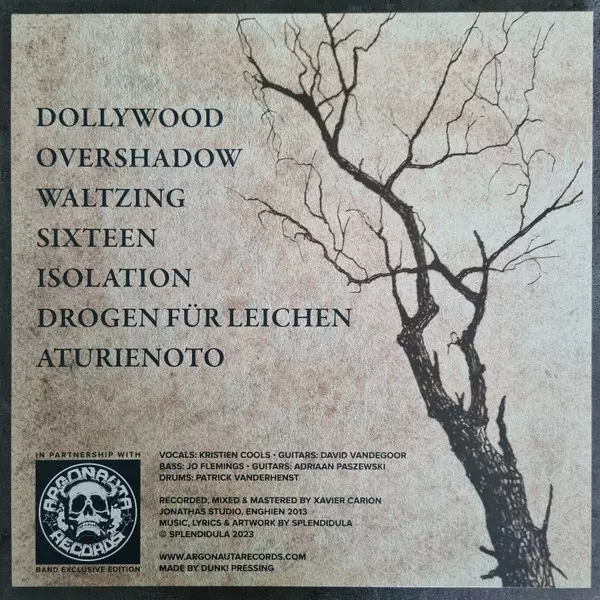 DOLLYWOOD
OVERSHADOW
WALTZING
SIXTEEN
ISOLATION
DROGEN FÜR LEICHEN
ATURIENOTO
IN PARTNERSHIP WITH
ARGONAUTA
RECORDS
BAND EXCLUSIVE EDITION
VOCALS: KRISTIEN COOLS • GUITARS: DAVID VANDEGOOR
BASS: JO FLEMINGS • GUITARS: ADRIAAN PASZEWSKI
DRUMS: PATRICK VANDERHENST
RECORDED, MIXED & MASTERED BY XAVIER CARION
JONATHAS STUDIO, ENGHIEN 2013
MUSIC, LYRICS & ARTWORK BY SPLENDIDULA
© SPLENDIDULA 2023
WWW.ARGONAUTARECORDS.COM
MADE BY DUNK! PRESSING